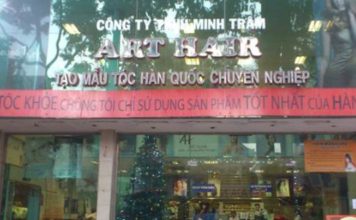 CÔNG TY TNHH MINH TRÂM
ART HAIR
TẠO MẪU TÓC HÀN QUỐC CHUYÊN NGHIỆP
TÓC KHỎE CHÚNG TÔI CHỈ SỬ DỤNG SẢN PHẨM TỐT NHẤT CỦA HÀN